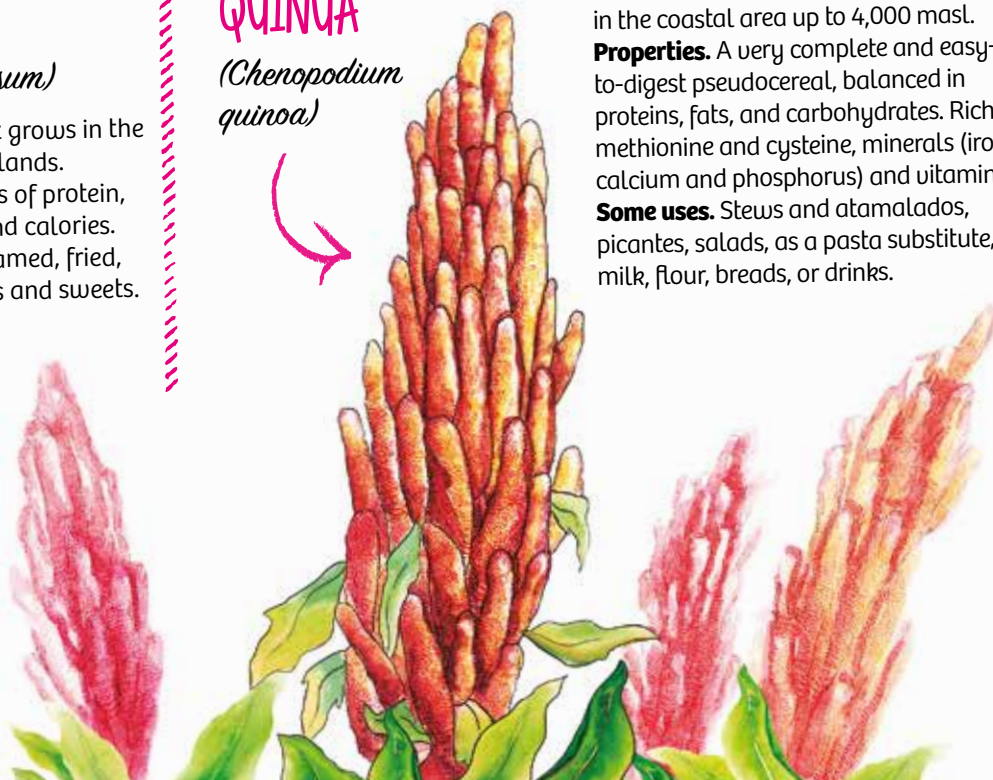 sum)
grows in the
lands.
s of protein,
nd calories.
amed, fried,
s and sweets.
QUINUA
(Chenopodium
quinoa)
in the coastal area up to 4,000 masl.
Properties. A very complete and easy-
to-digest pseudocereal, balanced in
proteins, fats, and carbohydrates. Rich
methionine and cysteine, minerals (iro
calcium and phosphorus) and vitamin
Some uses. Stews and atamalados,
picantes, salads, as a pasta substitute,
milk, flour, breads, or drinks.